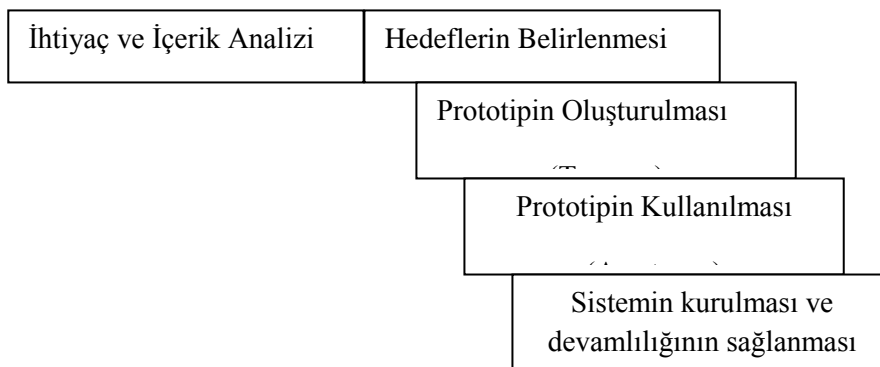 İhtiyaç ve İçerik Analizi
Hedeflerin Belirlenmesi
Prototipin Oluşturulması
Prototipin Kullanılması
Sistemin kurulması ve
devamlılığının sağlanması